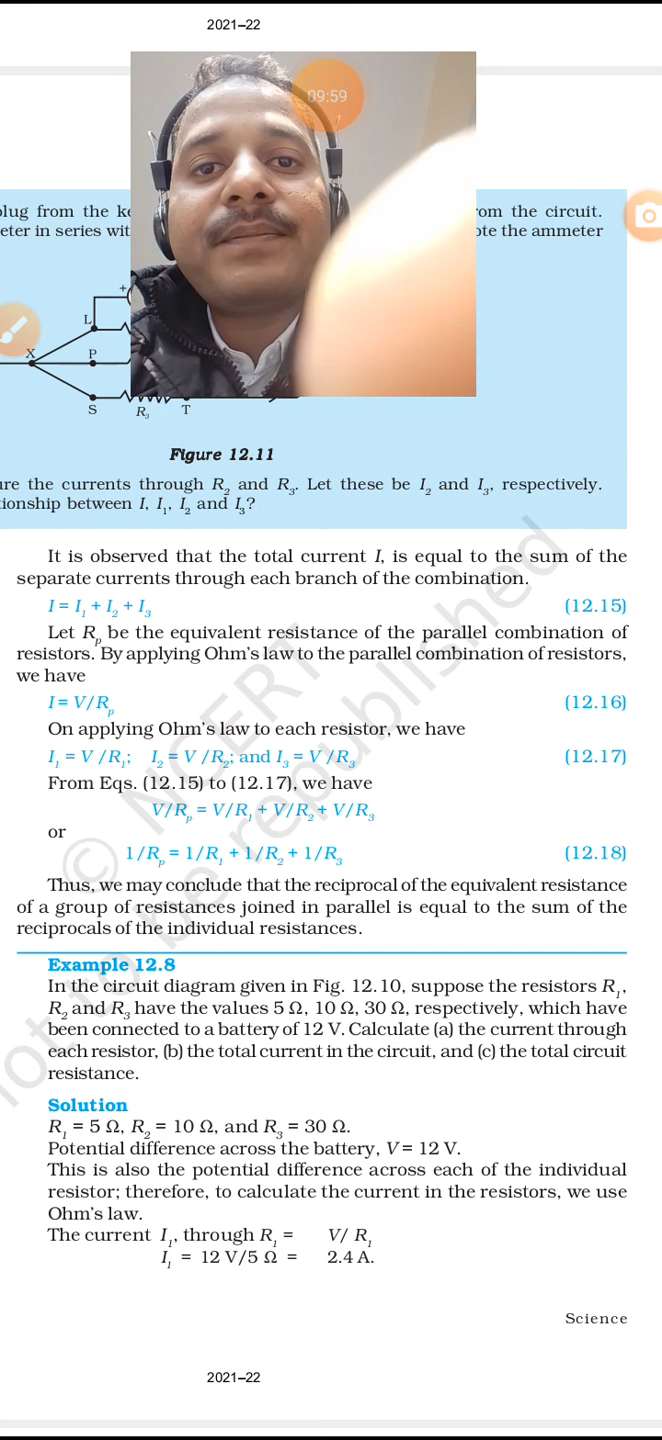 2021–22
09:59
plug from the ke
rom the circuit.
eter in series wit
ote the ammeter
+
L
X
P
S
R₃
T
Figure 12.11
ure the currents through R₂ and R₃. Let these be I₂ and I₃, respectively.
tionship between I, I₁, I₂ and I₃?
It is observed that the total current I, is equal to the sum of the
separate currents through each branch of the combination.
I = I₁ + I₂ + I₃ (12.15)
Let Rₚ be the equivalent resistance of the parallel combination of
resistors. By applying Ohm's law to the parallel combination of resistors,
we have
I = V/Rₚ (12.16)
On applying Ohm's law to each resistor, we have
I₁ = V /R₁; I₂ = V /R₂; and I₃ = V /R₃ (12.17)
From Eqs. (12.15) to (12.17), we have
V/Rₚ = V/R₁ + V/R₂ + V/R₃
or
1/Rₚ = 1/R₁ + 1/R₂ + 1/R₃ (12.18)
Thus, we may conclude that the reciprocal of the equivalent resistance
of a group of resistances joined in parallel is equal to the sum of the
reciprocals of the individual resistances.
© NCERT
not to be republished
Example 12.8
In the circuit diagram given in Fig. 12.10, suppose the resistors R₁,
R₂ and R₃ have the values 5 Ω, 10 Ω, 30 Ω, respectively, which have
been connected to a battery of 12 V. Calculate (a) the current through
each resistor, (b) the total current in the circuit, and (c) the total circuit
resistance.
Solution
R₁ = 5 Ω, R₂ = 10 Ω, and R₃ = 30 Ω.
Potential difference across the battery, V = 12 V.
This is also the potential difference across each of the individual
resistor; therefore, to calculate the current in the resistors, we use
Ohm's law.
The current I₁, through R₁ = V/ R₁
I₁ = 12 V/5 Ω = 2.4 A.
Science
2021–22